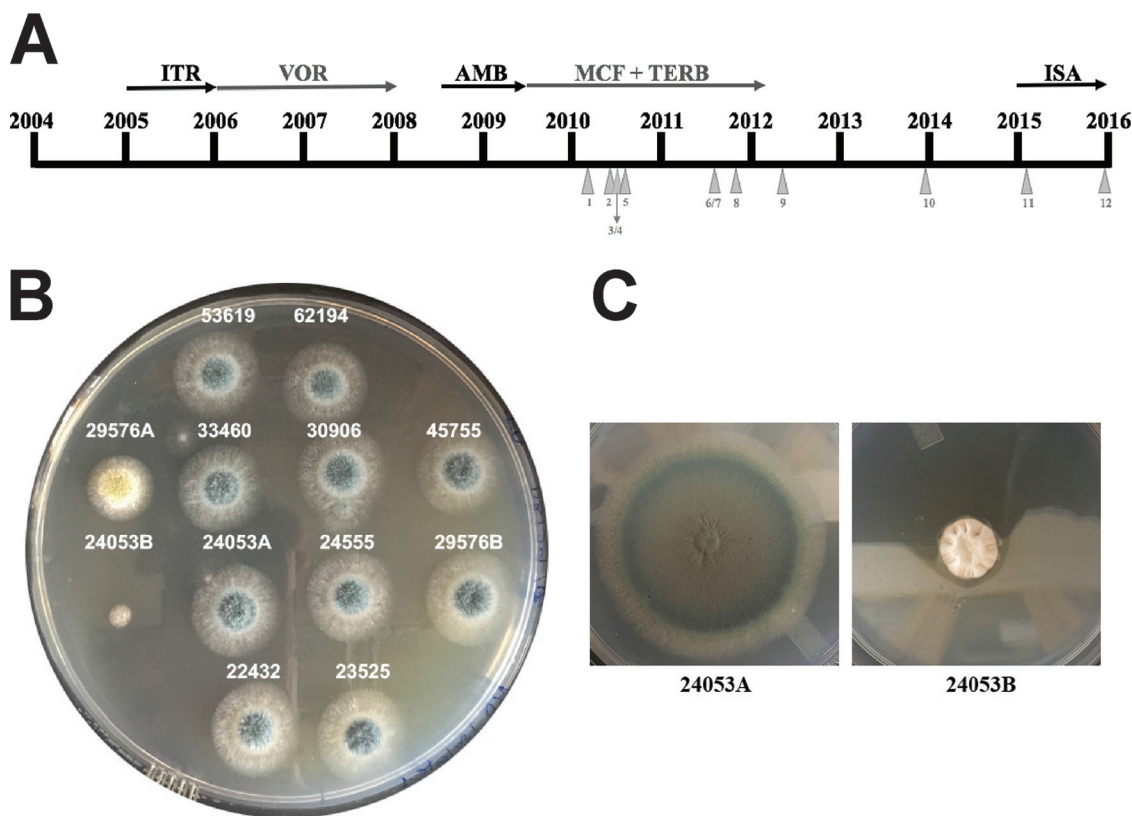 A
ITR VOR AMB MCF + TERB ISA
2004 2005 2006 2007 2008 2009 2010 2011 2012 2013 2014 2015 2016
1 2 5 6/7 8 9 10 11 12
3/4
B C
53619 62194
29576A 33460 30906 45755
24053B 24053A 24555 29576B
22432 23525
24053A 24053B